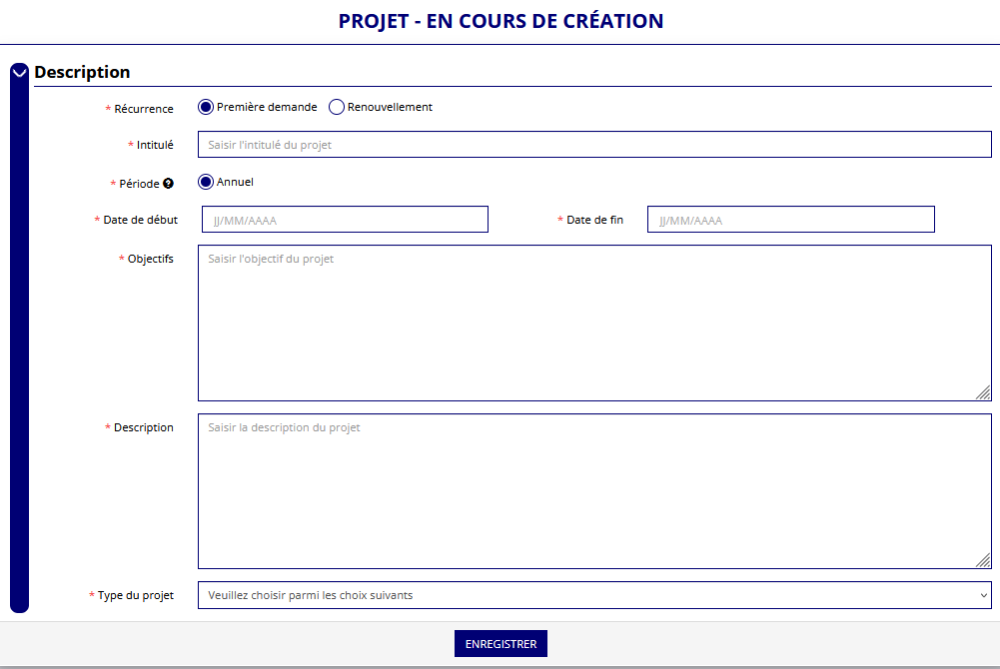 PROJET - EN COURS DE CRÉATION
Description
* Récurrence Première demande Renouvellement
* Intitulé Saisir l'intitulé du projet
* Période ? Annuel
* Date de début JJ/MM/AAAA * Date de fin JJ/MM/AAAA
* Objectifs Saisir l'objectif du projet
* Description Saisir la description du projet
* Type du projet Veuillez choisir parmi les choix suivants
ENREGISTRER